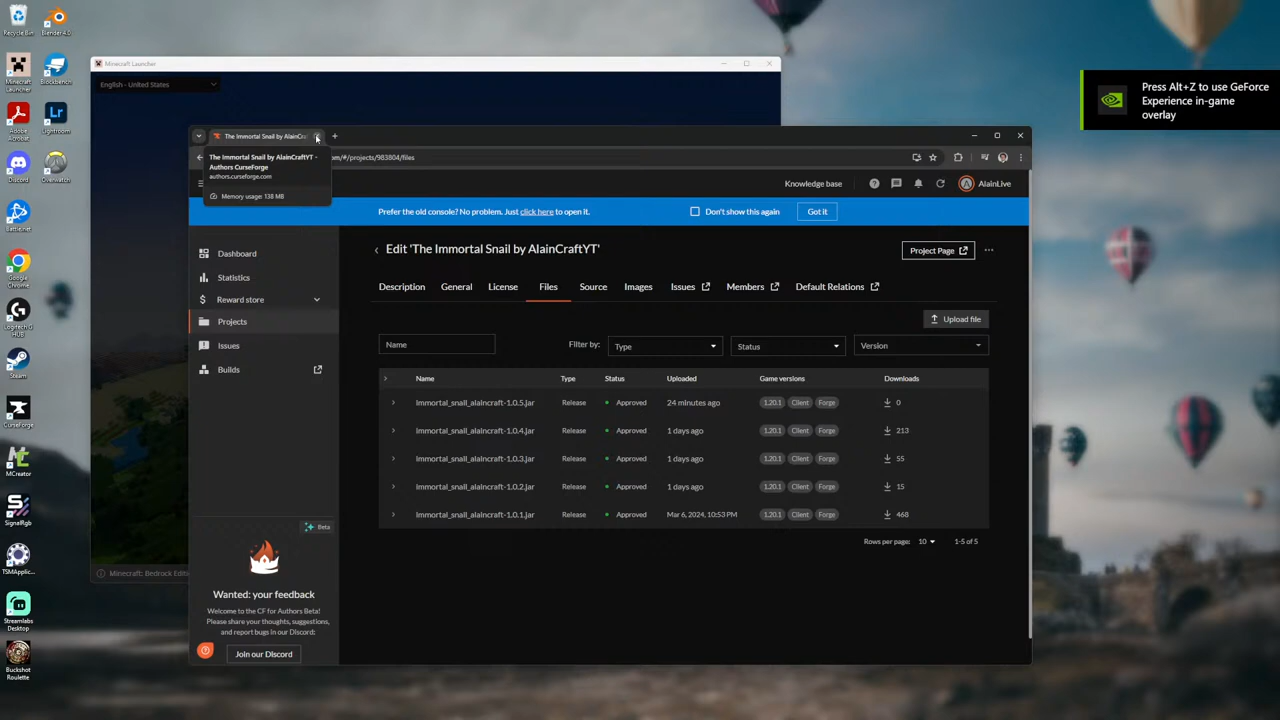 Recycle Bin
Blender 4.0
Minecraft Launcher
Blockbench
Adobe Acrobat
Lightroom
Discord
Overwatch
Battle.net
Google Chrome
Logitech G HUB
Steam
CurseForge
MCreator
SignalRgb
TSMApplic...
Streamlabs Desktop
Buckshot Roulette
Minecraft Launcher
English - United States
Minecraft: Bedrock Editi
Press Alt+Z to use GeForce
Experience in-game
overlay
The Immortal Snail by AlainCra
The Immortal Snail by AlainCraftYT -
Authors CurseForge
authors.curseforge.com
Memory usage: 138 MB
om/#/projects/983804/files
Knowledge base
AlainLive
Prefer the old console? No problem. Just click here to open it.
Don't show this again
Got it
Dashboard
Statistics
Reward store
Projects
Issues
Builds
Beta
Wanted: your feedback
Welcome to the CF for Authors Beta!
Please share your thoughts, suggestions,
and report bugs in our Discord:
Join our Discord
Edit 'The Immortal Snail by AlainCraftYT'
Project Page
Description General License Files Source Images Issues Members Default Relations
Upload file
Name
Filter by: Type Status Version
Name Type Status Uploaded Game versions Downloads
Immortal_snail_alaincraft-1.0.5.jar Release Approved 24 minutes ago 1.20.1 Client Forge 0
Immortal_snail_alaincraft-1.0.4.jar Release Approved 1 days ago 1.20.1 Client Forge 213
Immortal_snail_alaincraft-1.0.3.jar Release Approved 1 days ago 1.20.1 Client Forge 55
Immortal_snail_alaincraft-1.0.2.jar Release Approved 1 days ago 1.20.1 Client Forge 15
Immortal_snail_alaincraft-1.0.1.jar Release Approved Mar 6, 2024, 10:53 PM 1.20.1 Client Forge 468
Rows per page: 10 1-5 of 5